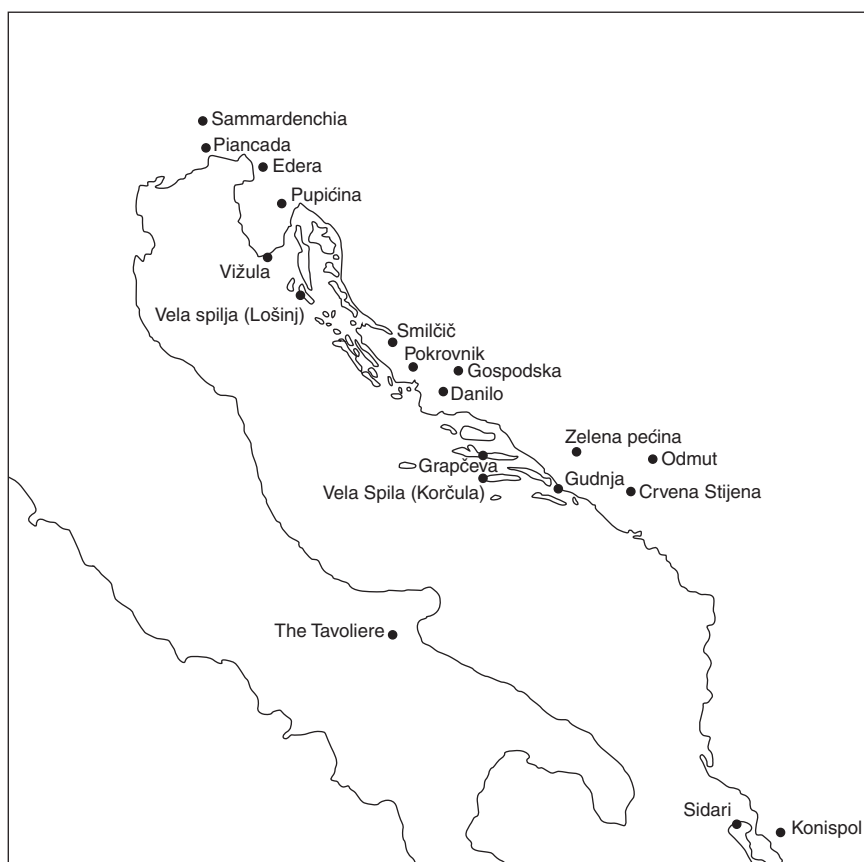 Sammardenchia
Piancada
Edera
Pupićina
Vižula
Vela spilja (Lošinj)
Smilčič
Pokrovnik
Gospodska
Danilo
Zelena pećina
Odmut
Grapčeva
Gudnja
Vela Spila (Korčula)
Crvena Stijena
The Tavoliere
Sidari
Konispol